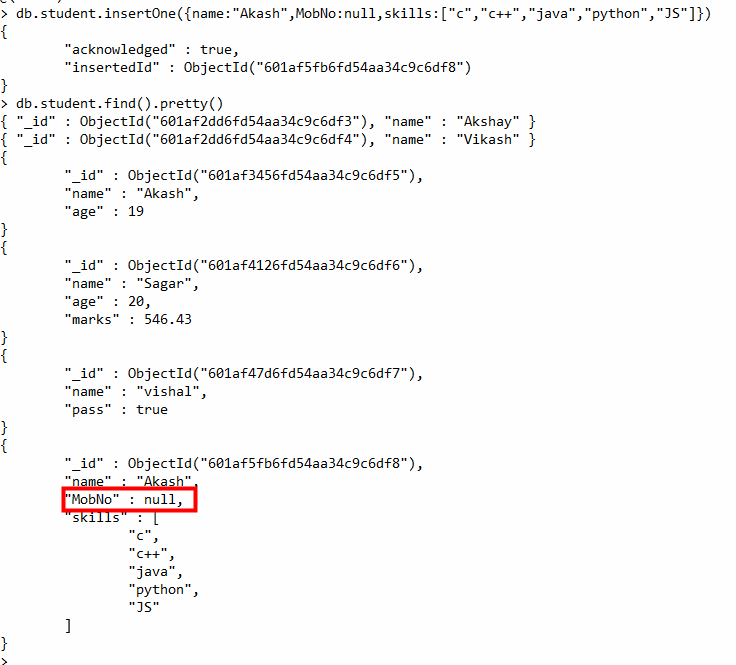 > db.student.insertOne({name:"Akash",MobNo:null,skills:["c","c++","java","python","JS"]})
{
        "acknowledged" : true,
        "insertedId" : ObjectId("601af5fb6fd54aa34c9c6df8")
}
> db.student.find().pretty()
{ "_id" : ObjectId("601af2dd6fd54aa34c9c6df3"), "name" : "Akshay" }
{ "_id" : ObjectId("601af2dd6fd54aa34c9c6df4"), "name" : "Vikash" }
{
        "_id" : ObjectId("601af3456fd54aa34c9c6df5"),
        "name" : "Akash",
        "age" : 19
}
{
        "_id" : ObjectId("601af4126fd54aa34c9c6df6"),
        "name" : "Sagar",
        "age" : 20,
        "marks" : 546.43
}
{
        "_id" : ObjectId("601af47d6fd54aa34c9c6df7"),
        "name" : "vishal",
        "pass" : true
}
{
        "_id" : ObjectId("601af5fb6fd54aa34c9c6df8"),
        "name" : "Akash",
        "MobNo" : null,
        "skills" : [
                "c",
                "c++",
                "java",
                "python",
                "JS"
        ]
}
>